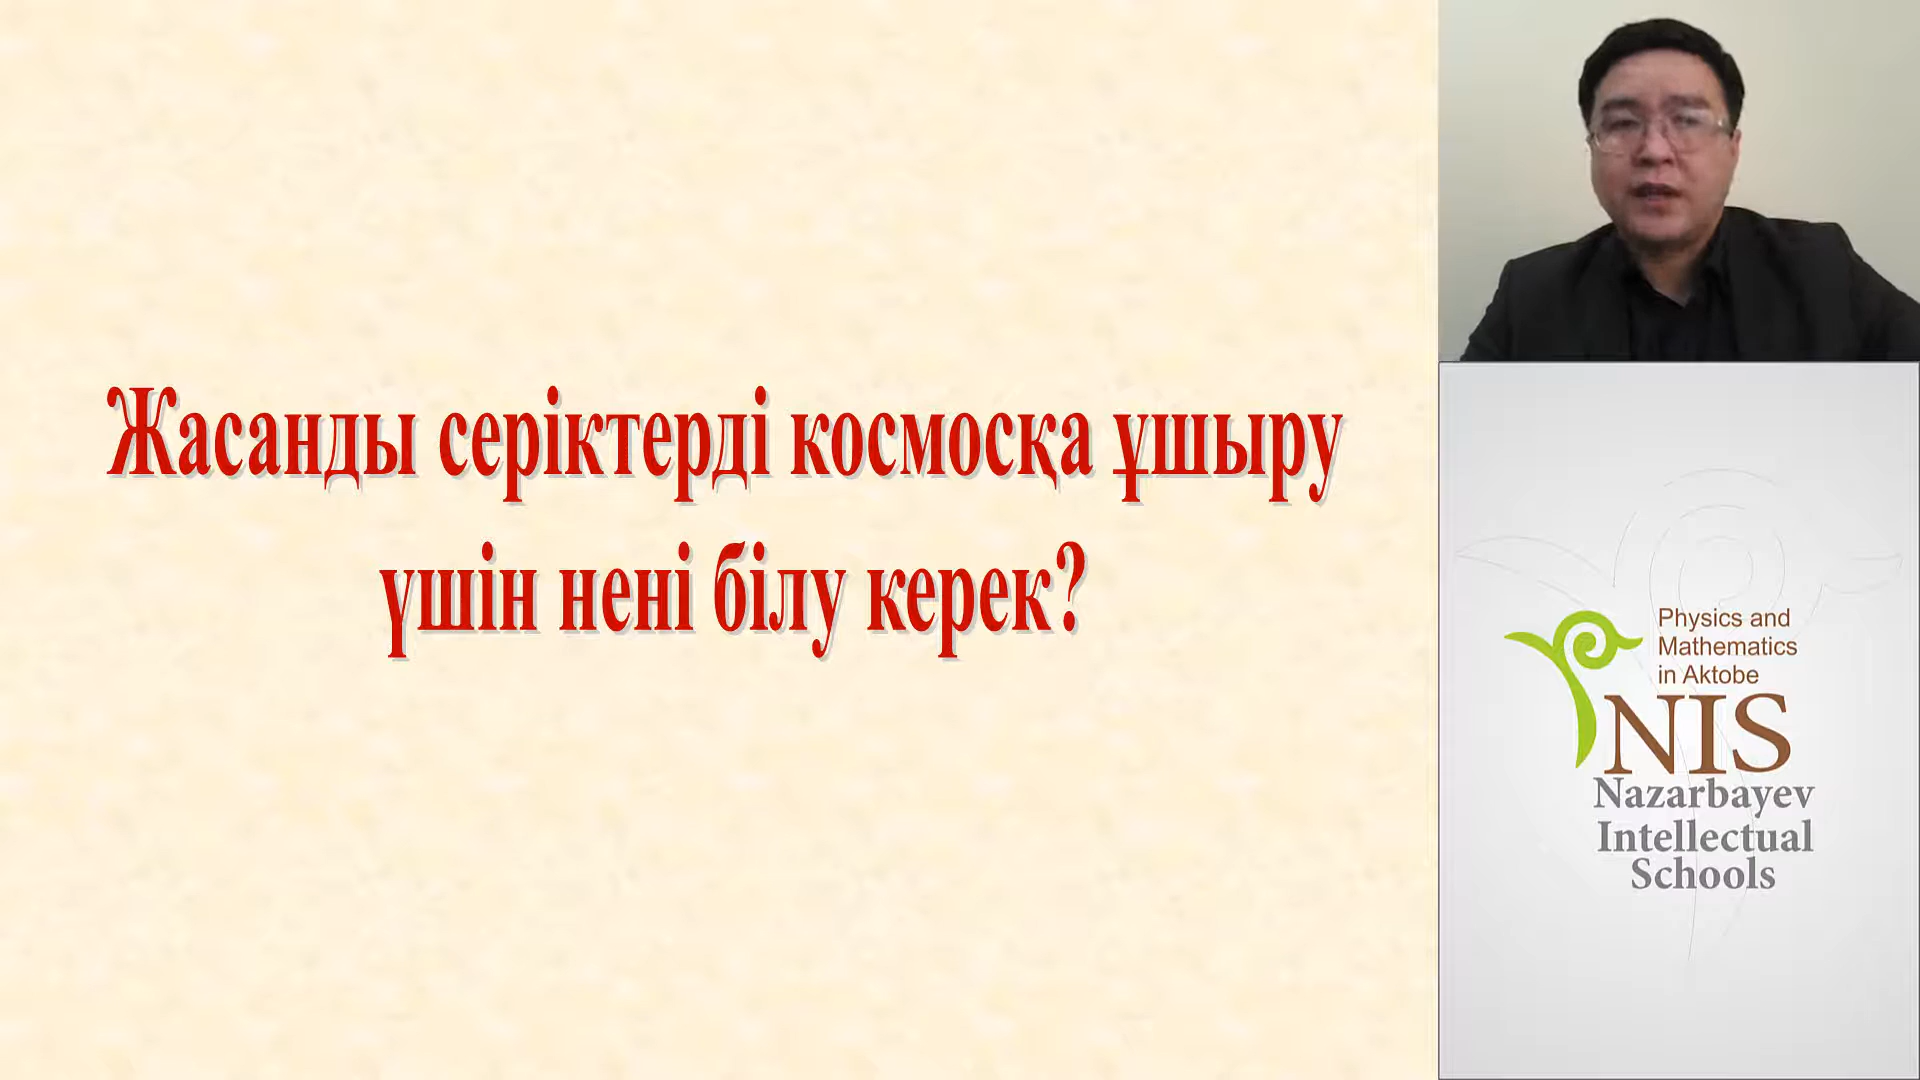 Жасанды серіктерді космосқа ұшыру
үшін нені білу керек?
Physics and
Mathematics
in Aktobe
NIS
Nazarbayev
Intellectual
Schools